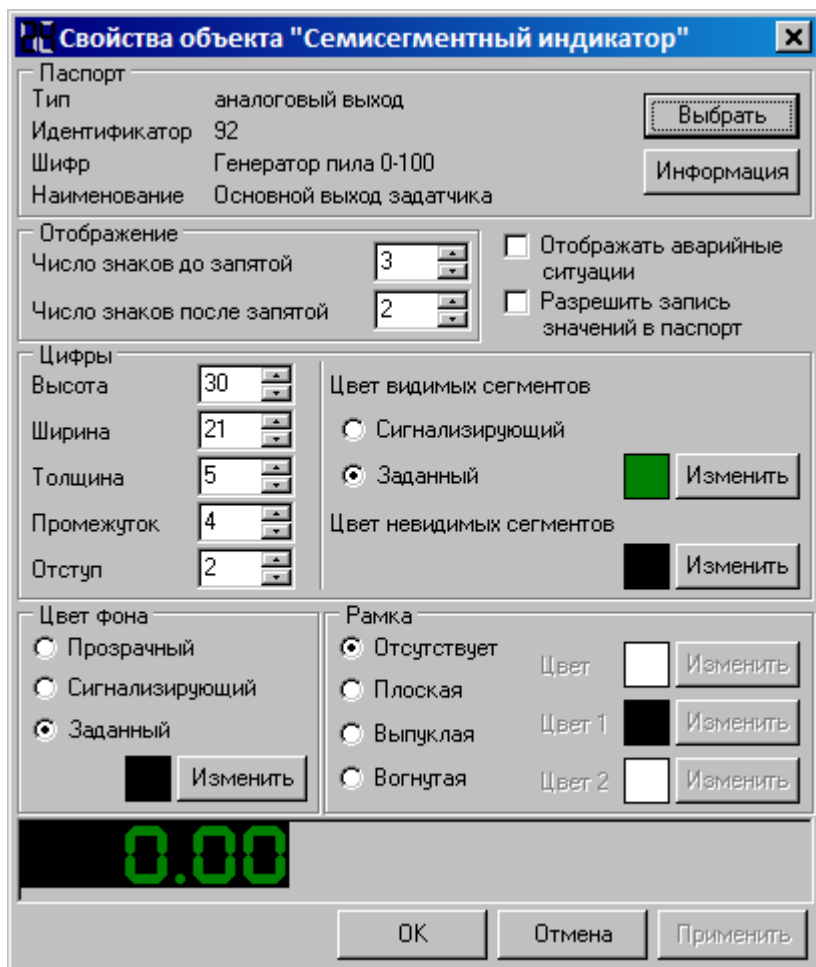 Свойства объекта "Семисегментный индикатор"
Паспорт
Тип аналоговый выход
Выбрать
Идентификатор 92
Шифр Генератор пила 0-100
Информация
Наименование Основной выход задатчика
Отображение
Число знаков до запятой 3
Число знаков после запятой 2
Отображать аварийные
ситуации
Разрешить запись
значений в паспорт
Цифры
Высота 30
Ширина 21
Толщина 5
Промежуток 4
Отступ 2
Цвет видимых сегментов
Сигнализирующий
Заданный Изменить
Цвет невидимых сегментов
Изменить
Цвет фона
Прозрачный
Сигнализирующий
Заданный
Изменить
Рамка
Отсутствует
Плоская
Выпуклая
Вогнутая
Цвет Изменить
Цвет 1 Изменить
Цвет 2 Изменить
0.00
OK Отмена Применить